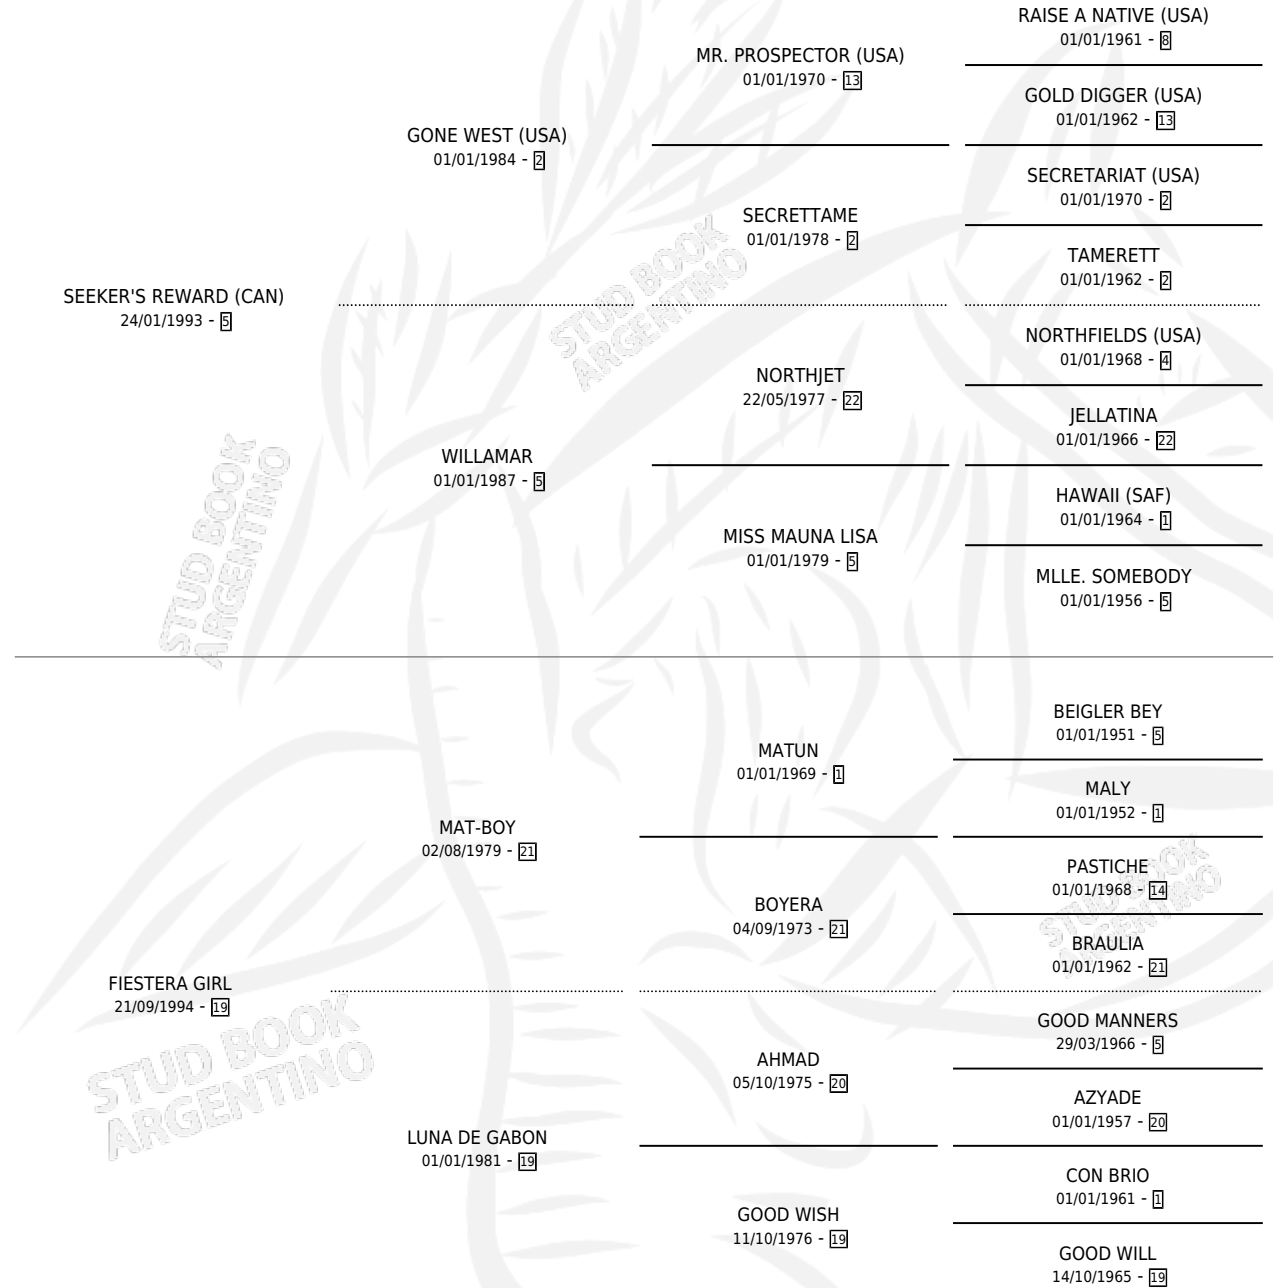 RAISE A NATIVE (USA)
01/01/1961 - 8
MR. PROSPECTOR (USA)
01/01/1970 - 13
GOLD DIGGER (USA)
01/01/1962 - 13
GONE WEST (USA)
01/01/1984 - 2
SECRETARIAT (USA)
01/01/1970 - 2
SECRETTAME
01/01/1978 - 2
TAMERETT
01/01/1962 - 2
SEEKER'S REWARD (CAN)
24/01/1993 - 5
NORTHFIELDS (USA)
01/01/1968 - 4
NORTHJET
22/05/1977 - 22
JELLATINA
01/01/1966 - 22
WILLAMAR
01/01/1987 - 5
HAWAII (SAF)
01/01/1964 - 1
MISS MAUNA LISA
01/01/1979 - 5
MLLE. SOMEBODY
01/01/1956 - 5
BEIGLER BEY
01/01/1951 - 5
MATUN
01/01/1969 - 1
MALY
01/01/1952 - 1
MAT-BOY
02/08/1979 - 21
PASTICHE
01/01/1968 - 14
BOYERA
04/09/1973 - 21
BRAULIA
01/01/1962 - 21
FIESTERA GIRL
21/09/1994 - 19
GOOD MANNERS
29/03/1966 - 5
AHMAD
05/10/1975 - 20
AZYADE
01/01/1957 - 20
LUNA DE GABON
01/01/1981 - 19
CON BRIO
01/01/1961 - 1
GOOD WISH
11/10/1976 - 19
GOOD WILL
14/10/1965 - 19
STUD BOOK
ARGENTINO
STUD BOOK
ARGENTINO
STUD BOOK
ARGENTINO
STUD BOOK
ARGENTINO